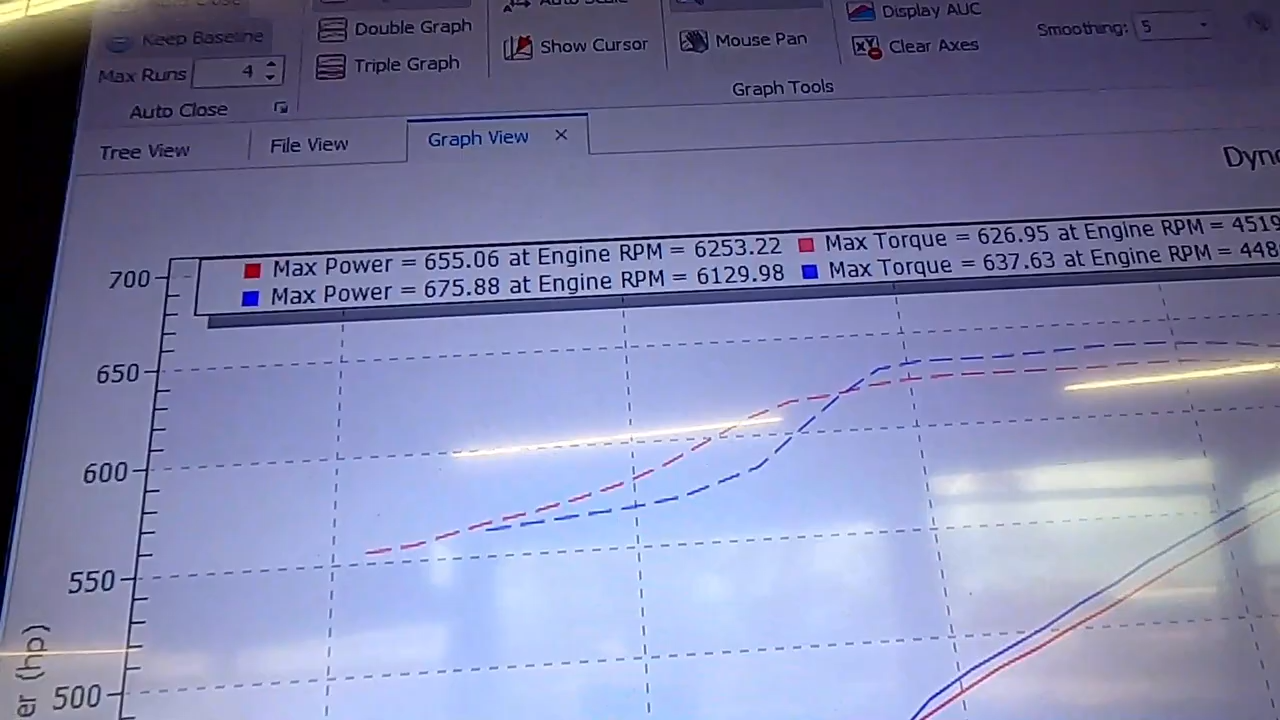 Keep Baseline
Max Runs 4
Auto Close
Double Graph
Triple Graph
Show Cursor
Mouse Pan
Display AUC
Clear Axes
Smoothing: 5
Graph Tools
Tree View
File View
Graph View ×
Dyn
Max Power = 655.06 at Engine RPM = 6253.22 Max Torque = 626.95 at Engine RPM = 4519
Max Power = 675.88 at Engine RPM = 6129.98 Max Torque = 637.63 at Engine RPM = 448
700
650
600
550
500
er (hp)